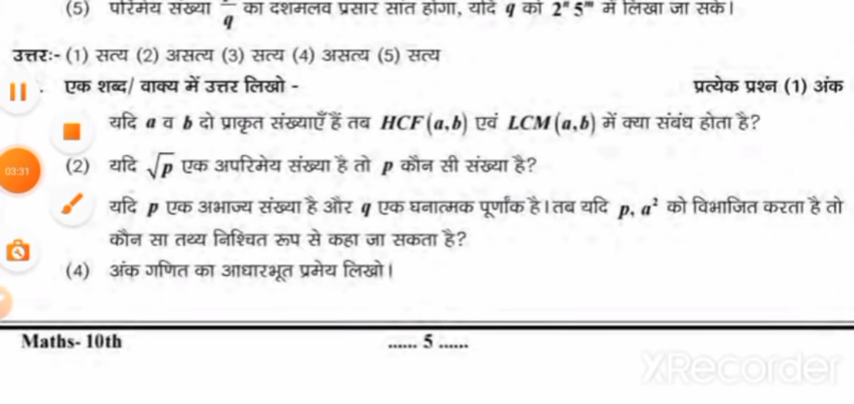 (5) परिमेय संख्या q का दशमलव प्रसार सांत होगा, यदि q को 2ⁿ 5ᵐ में लिखा जा सके।
उत्तरः- (1) सत्य (2) असत्य (3) सत्य (4) असत्य (5) सत्य
एक शब्द/ वाक्य में उत्तर लिखो - प्रत्येक प्रश्न (1) अंक
यदि a व b दो प्राकृत संख्याएँ हैं तब HCF(a,b) एवं LCM(a,b) में क्या संबंध होता है?
03:31 (2) यदि √p एक अपरिमेय संख्या है तो p कौन सी संख्या है?
यदि p एक अभाज्य संख्या है और q एक घनात्मक पूर्णांक है। तब यदि p, a² को विभाजित करता है तो
कौन सा तथ्य निश्चित रूप से कहा जा सकता है?
(4) अंक गणित का आधारभूत प्रमेय लिखो।
Maths- 10th ...... 5 ......
XRecorder